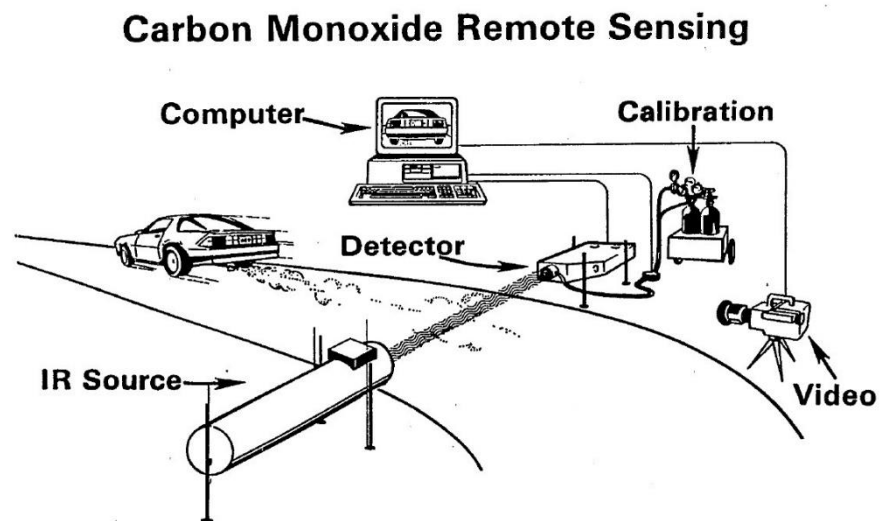 Carbon Monoxide Remote Sensing
Computer
Calibration
Detector
IR Source
Video